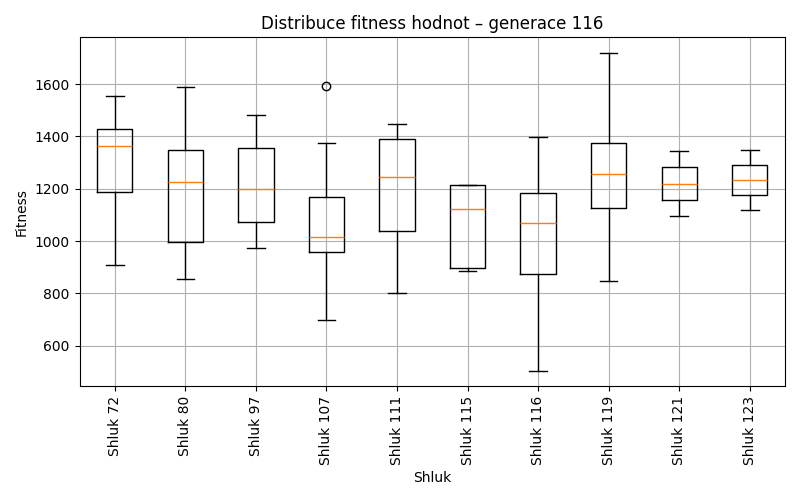 Distribuce fitness hodnot – generace 116
Fitness
1600
1400
1200
1000
800
600
Shluk 72
Shluk 80
Shluk 97
Shluk 107
Shluk 111
Shluk 115
Shluk 116
Shluk 119
Shluk 121
Shluk 123
Shluk